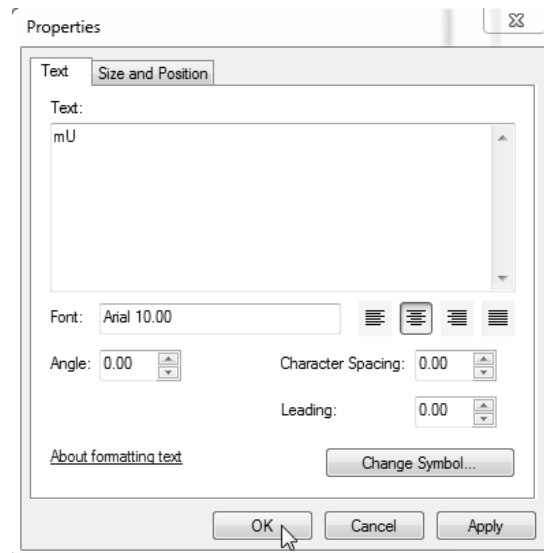 Properties
Text Size and Position
Text:
mU
Font: Arial 10.00
Angle: 0.00 Character Spacing: 0.00
Leading: 0.00
About formatting text Change Symbol...
OK Cancel Apply